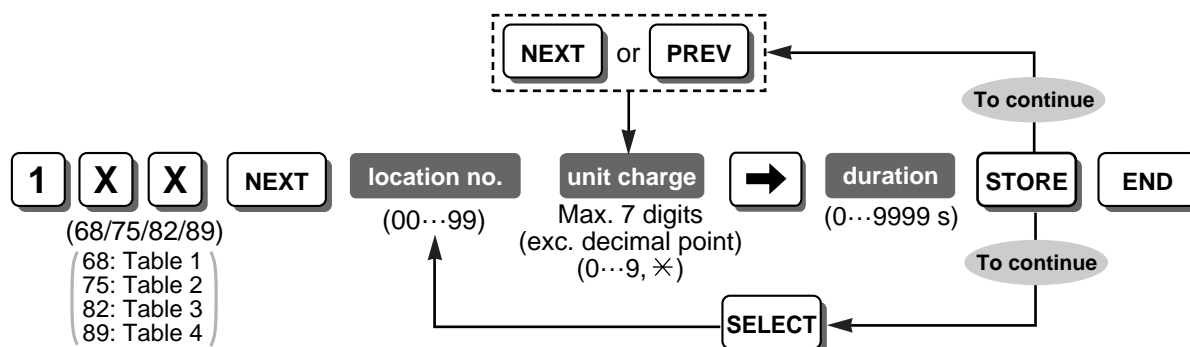 NEXT or PREV
To continue
1 X X NEXT location no. unit charge ➡ duration STORE END
(68/75/82/89)
68: Table 1
75: Table 2
82: Table 3
89: Table 4
(00⋯99)
Max. 7 digits
(exc. decimal point)
(0⋯9, ✳)
(0⋯9999 s)
To continue
SELECT